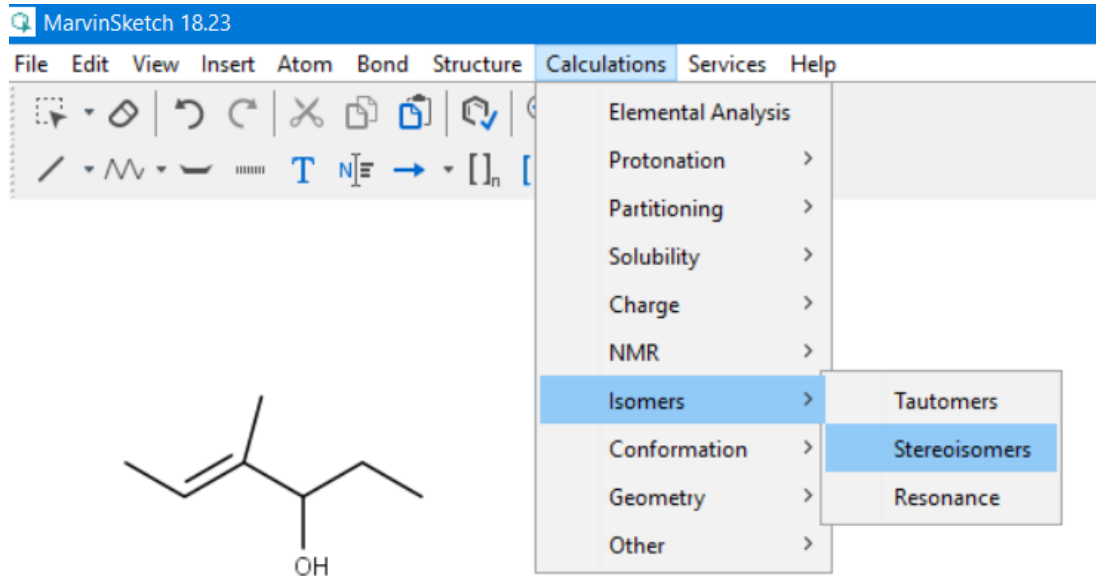 MarvinSketch 18.23
File Edit View Insert Atom Bond Structure Calculations Services Help
T N []n [
Elemental Analysis
Protonation
Partitioning
Solubility
Charge
NMR
Isomers
Tautomers
Conformation
Stereoisomers
Geometry
Resonance
Other
OH